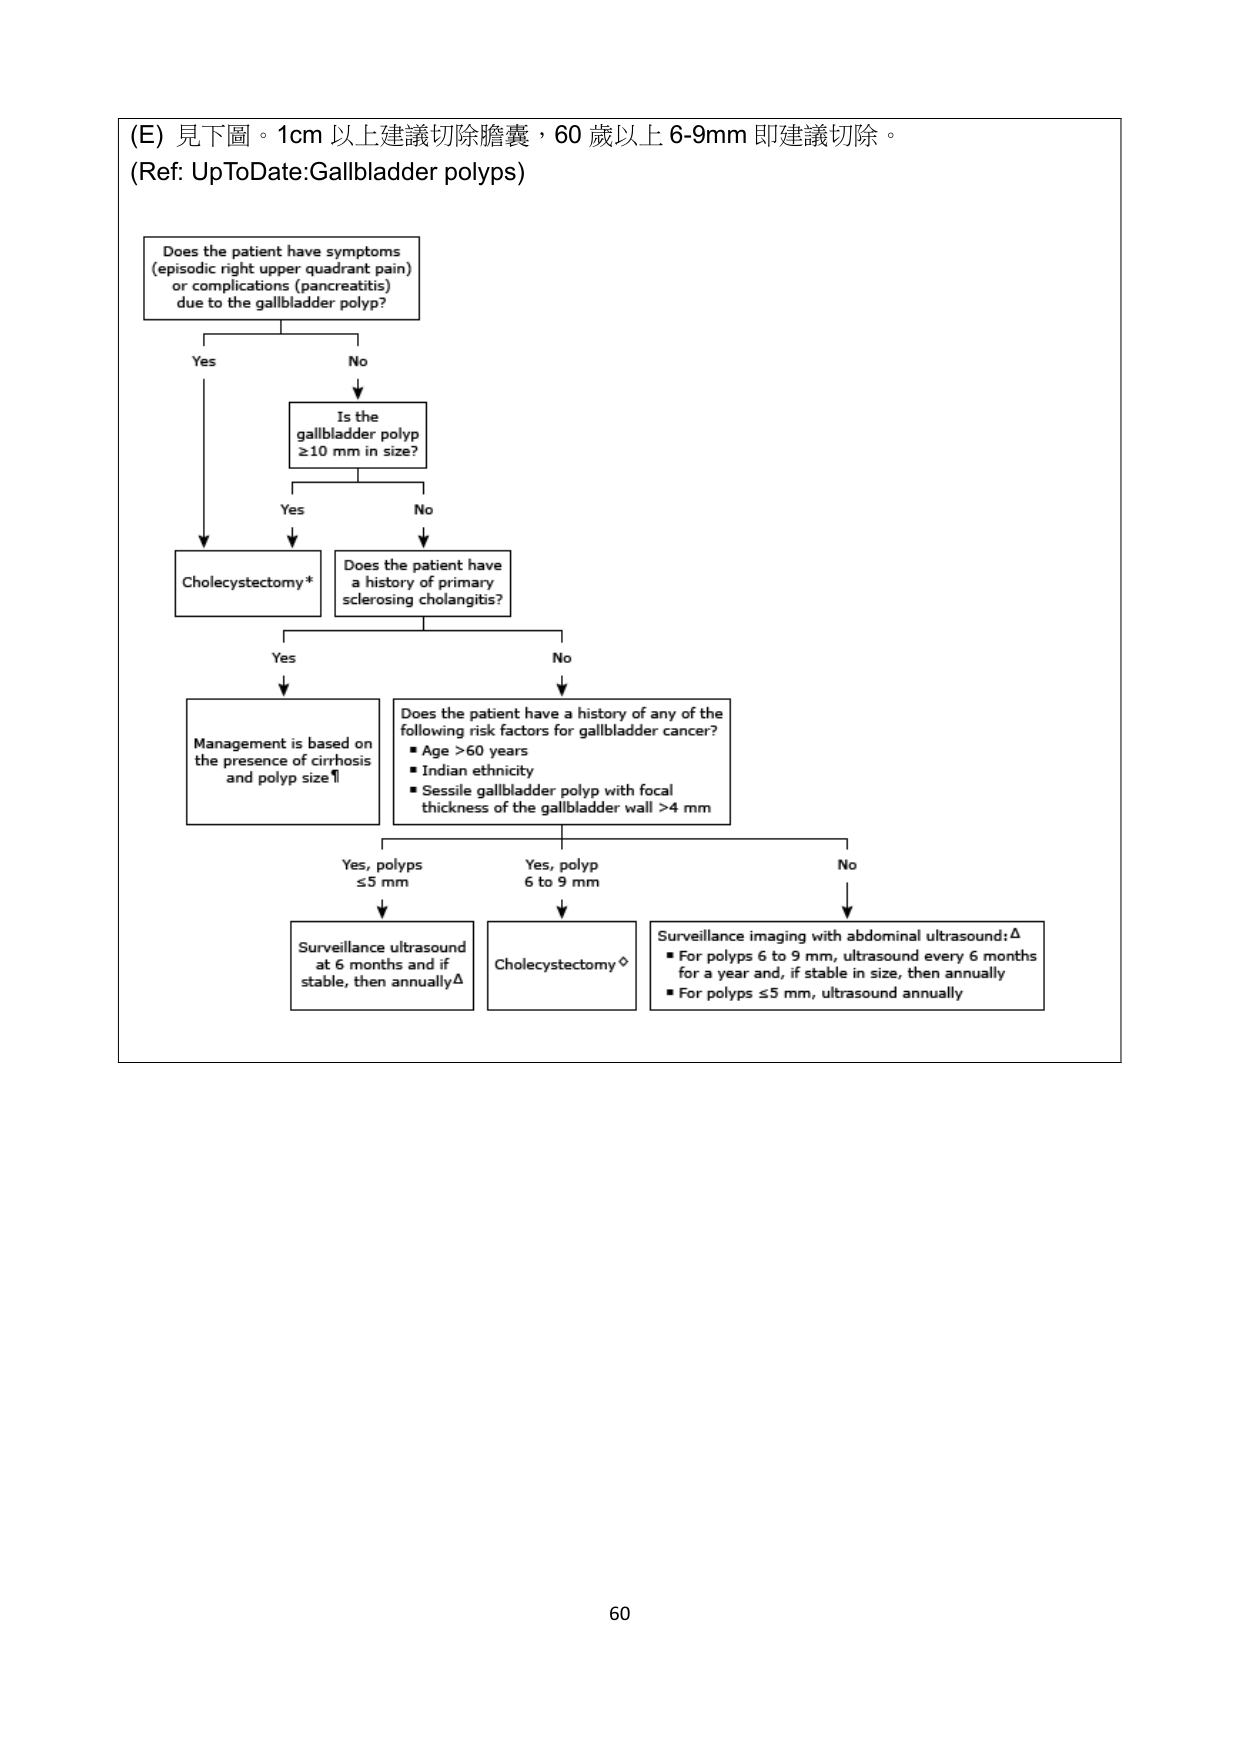 (E) 見下圖。1cm 以上建議切除膽囊，60 歲以上 6-9mm 即建議切除。
(Ref: UpToDate:Gallbladder polyps)
Does the patient have symptoms
(episodic right upper quadrant pain)
or complications (pancreatitis)
due to the gallbladder polyp?
Yes
No
Is the
gallbladder polyp
≥10 mm in size?
Yes
No
Cholecystectomy*
Does the patient have
a history of primary
sclerosing cholangitis?
Yes
No
Management is based on
the presence of cirrhosis
and polyp size¶
Does the patient have a history of any of the
following risk factors for gallbladder cancer?
▪ Age >60 years
▪ Indian ethnicity
▪ Sessile gallbladder polyp with focal
thickness of the gallbladder wall >4 mm
Yes, polyps
≤5 mm
Yes, polyp
6 to 9 mm
No
Surveillance ultrasound
at 6 months and if
stable, then annuallyΔ
Cholecystectomy◇
Surveillance imaging with abdominal ultrasound:Δ
▪ For polyps 6 to 9 mm, ultrasound every 6 months
for a year and, if stable in size, then annually
▪ For polyps ≤5 mm, ultrasound annually
60